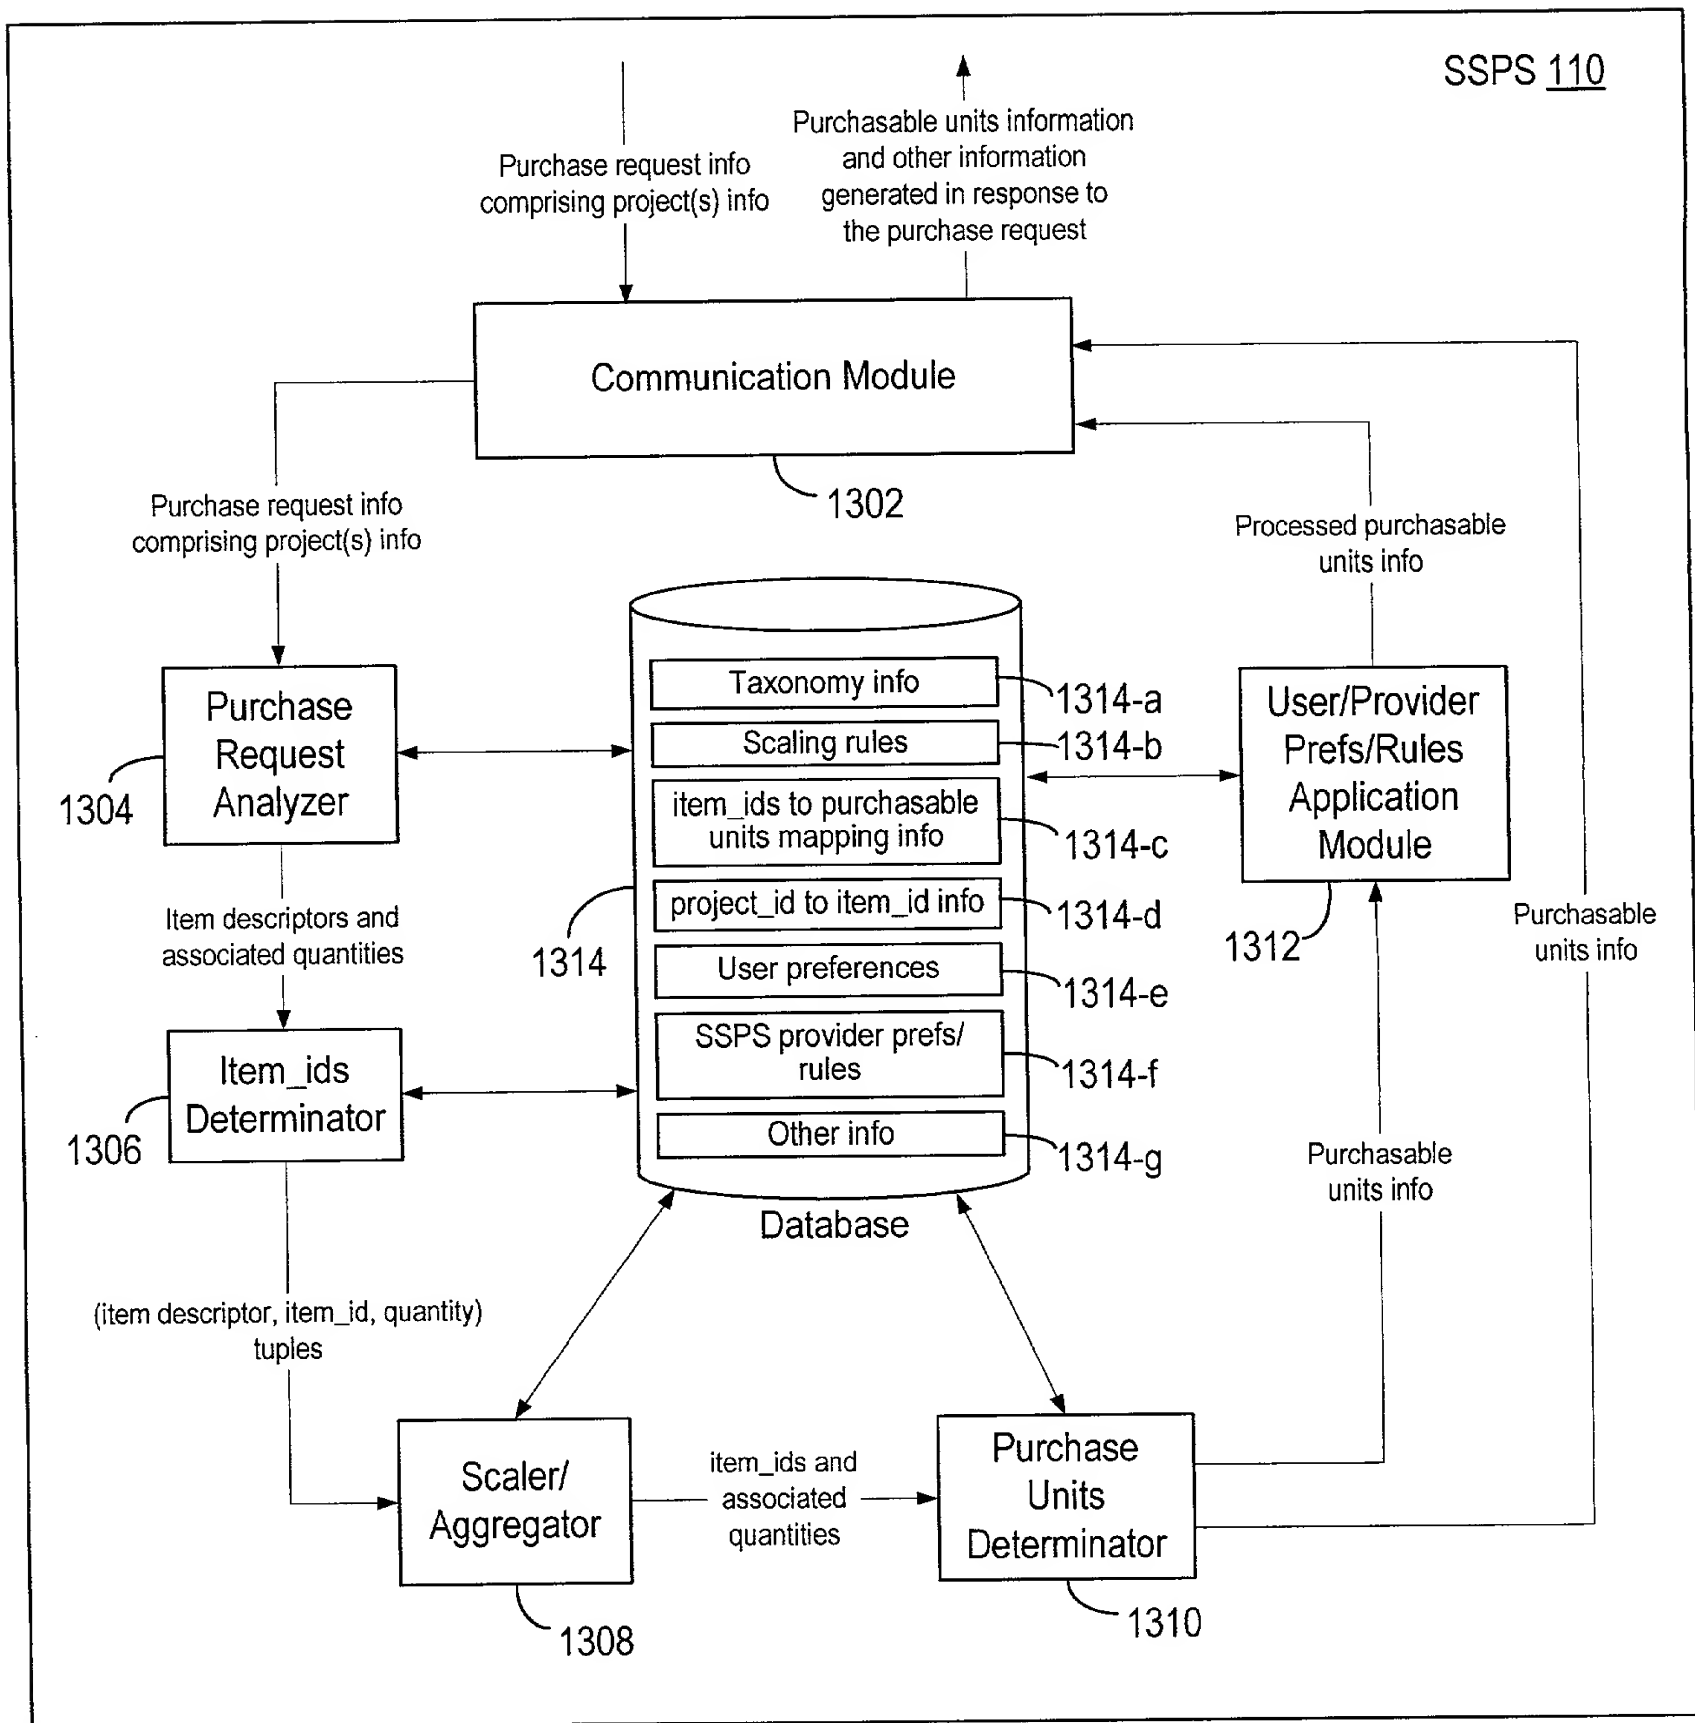 SSPS 110
Purchase request info
comprising project(s) info
Purchasable units information
and other information
generated in response to
the purchase request
Communication Module
1302
Purchase request info
comprising project(s) info
Processed purchasable
units info
Purchase
Request
Analyzer
1304
Taxonomy info
1314-a
Scaling rules
1314-b
item_ids to purchasable
units mapping info
1314-c
project_id to item_id info
1314-d
User preferences
1314-e
SSPS provider prefs/
rules
1314-f
Other info
1314-g
1314
Database
User/Provider
Prefs/Rules
Application
Module
1312
Purchasable
units info
Item descriptors and
associated quantities
Item_ids
Determinator
1306
Purchasable
units info
(item descriptor, item_id, quantity)
tuples
Scaler/
Aggregator
1308
item_ids and
associated
quantities
Purchase
Units
Determinator
1310